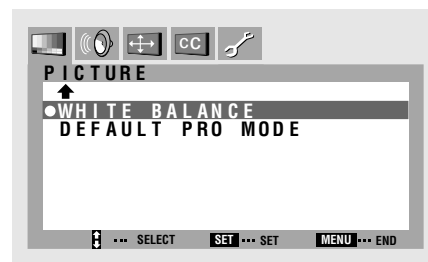 CC
PICTURE
WHITE BALANCE
DEFAULT PRO MODE
SELECT SET SET MENU END